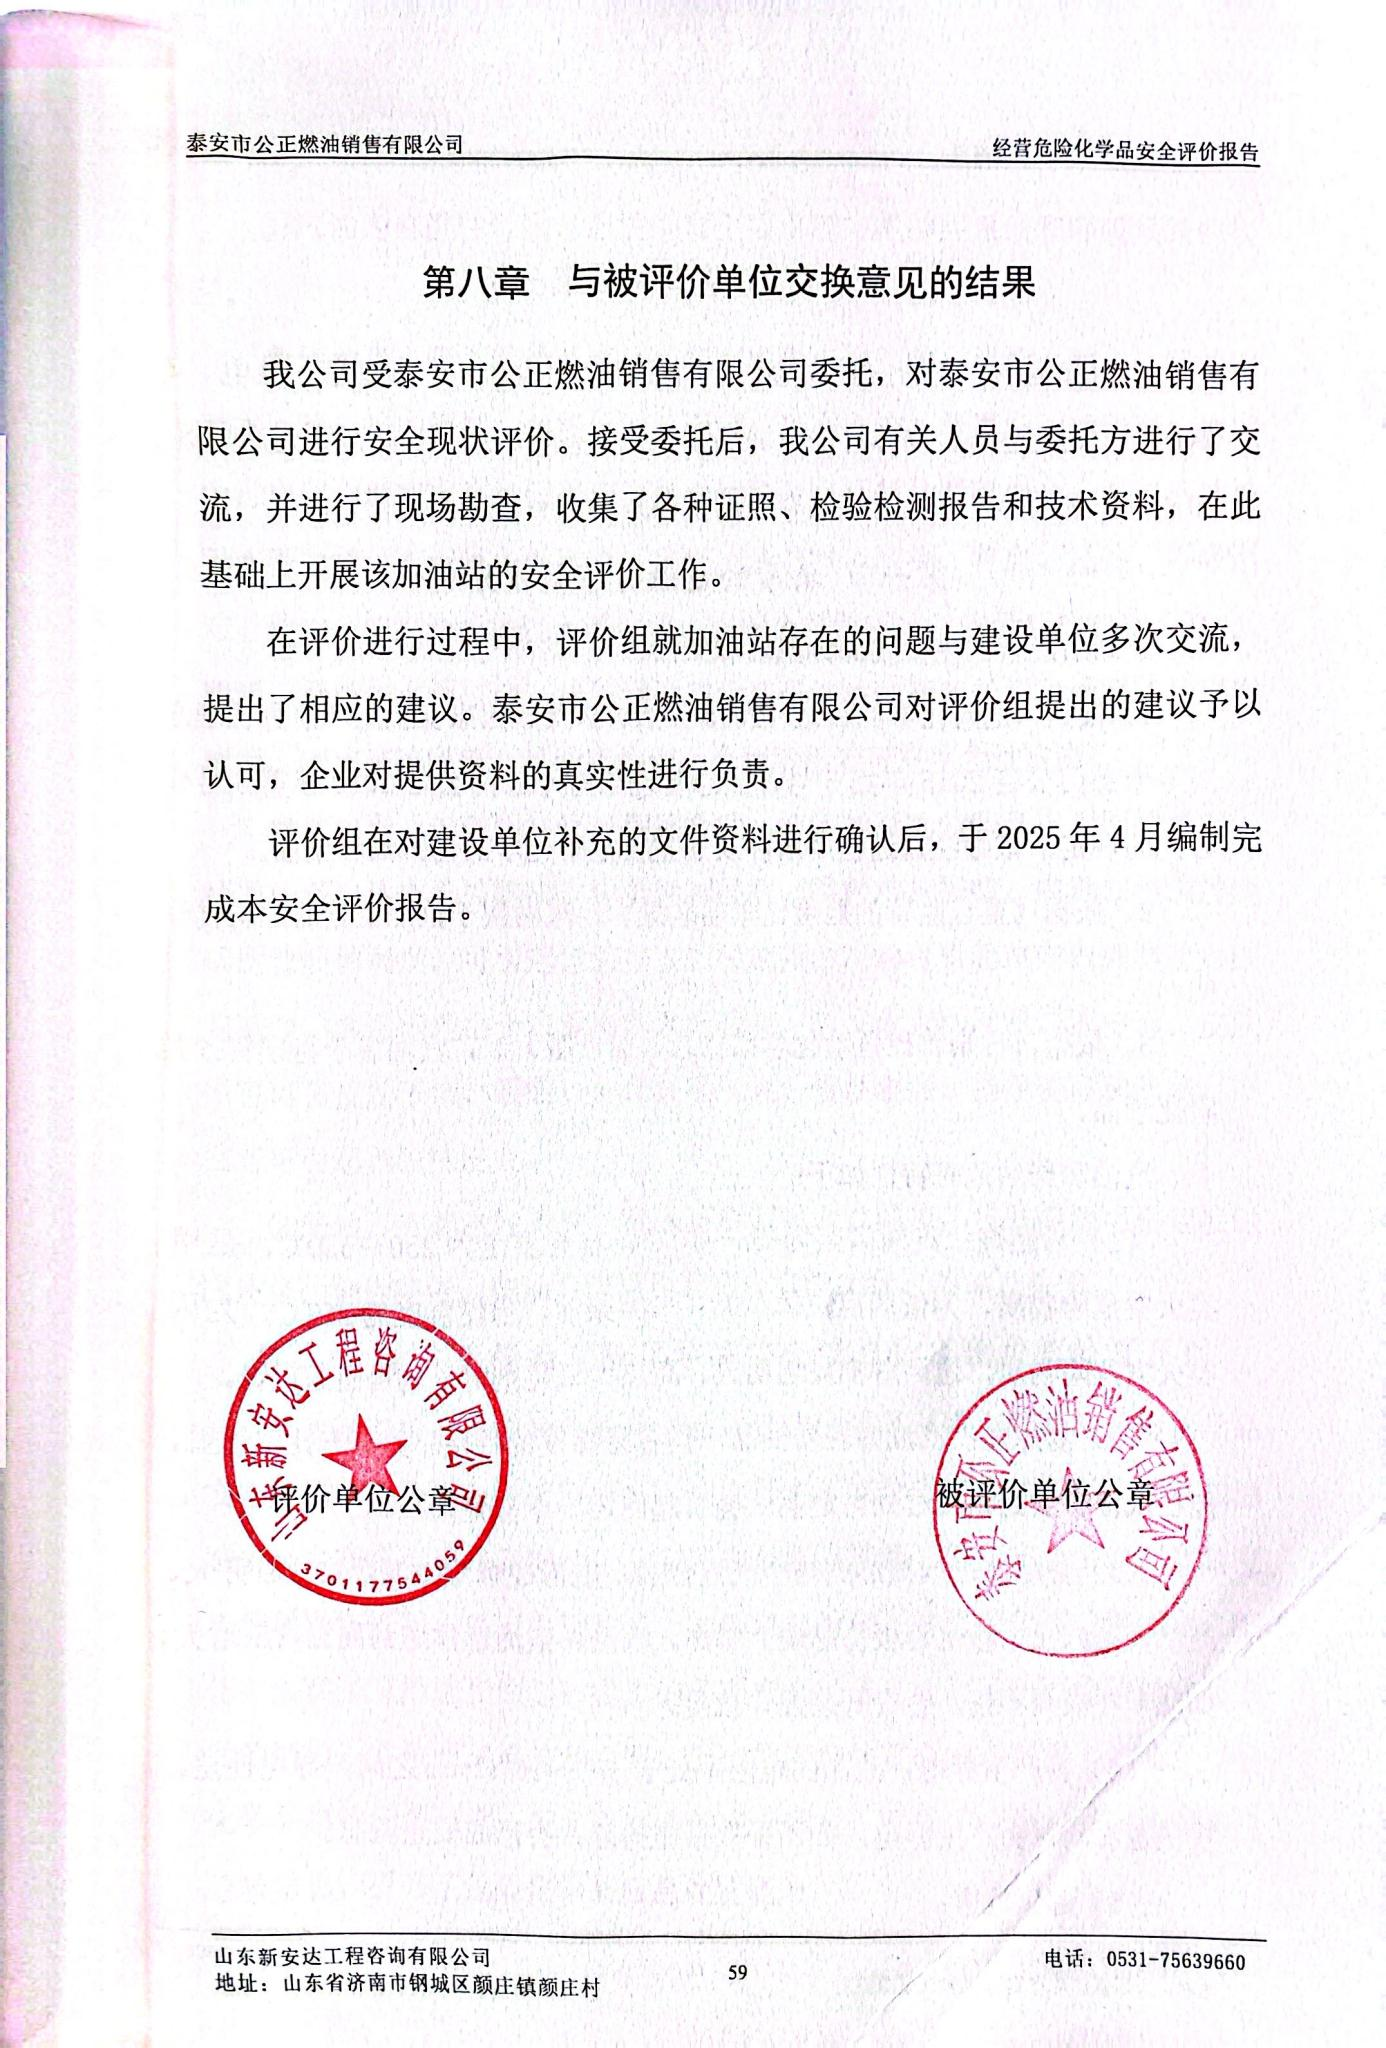 泰安市公正燃油销售有限公司
经营危险化学品安全评价报告
第八章　与被评价单位交换意见的结果
我公司受泰安市公正燃油销售有限公司委托，对泰安市公正燃油销售有
限公司进行安全现状评价。接受委托后，我公司有关人员与委托方进行了交
流，并进行了现场勘查，收集了各种证照、检验检测报告和技术资料，在此
基础上开展该加油站的安全评价工作。
在评价进行过程中，评价组就加油站存在的问题与建设单位多次交流，
提出了相应的建议。泰安市公正燃油销售有限公司对评价组提出的建议予以
认可，企业对提供资料的真实性进行负责。
评价组在对建设单位补充的文件资料进行确认后，于 2025 年 4 月编制完
成本安全评价报告。
山东新安达工程咨询有限公司
评价单位公章
3701177544059
泰安市公正燃油销售有限公司
被评价单位公章
山东新安达工程咨询有限公司
地址：山东省济南市钢城区颜庄镇颜庄村
59
电话：0531-75639660